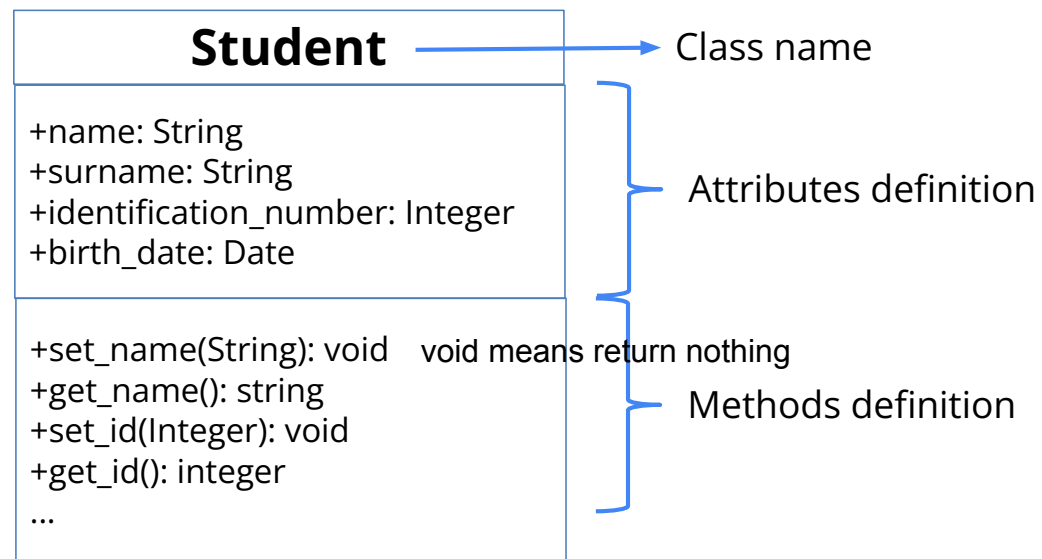 Student
Class name
+name: String
+surname: String
+identification_number: Integer
+birth_date: Date
Attributes definition
+set_name(String): void
void means return nothing
+get_name(): string
+set_id(Integer): void
+get_id(): integer
...
Methods definition